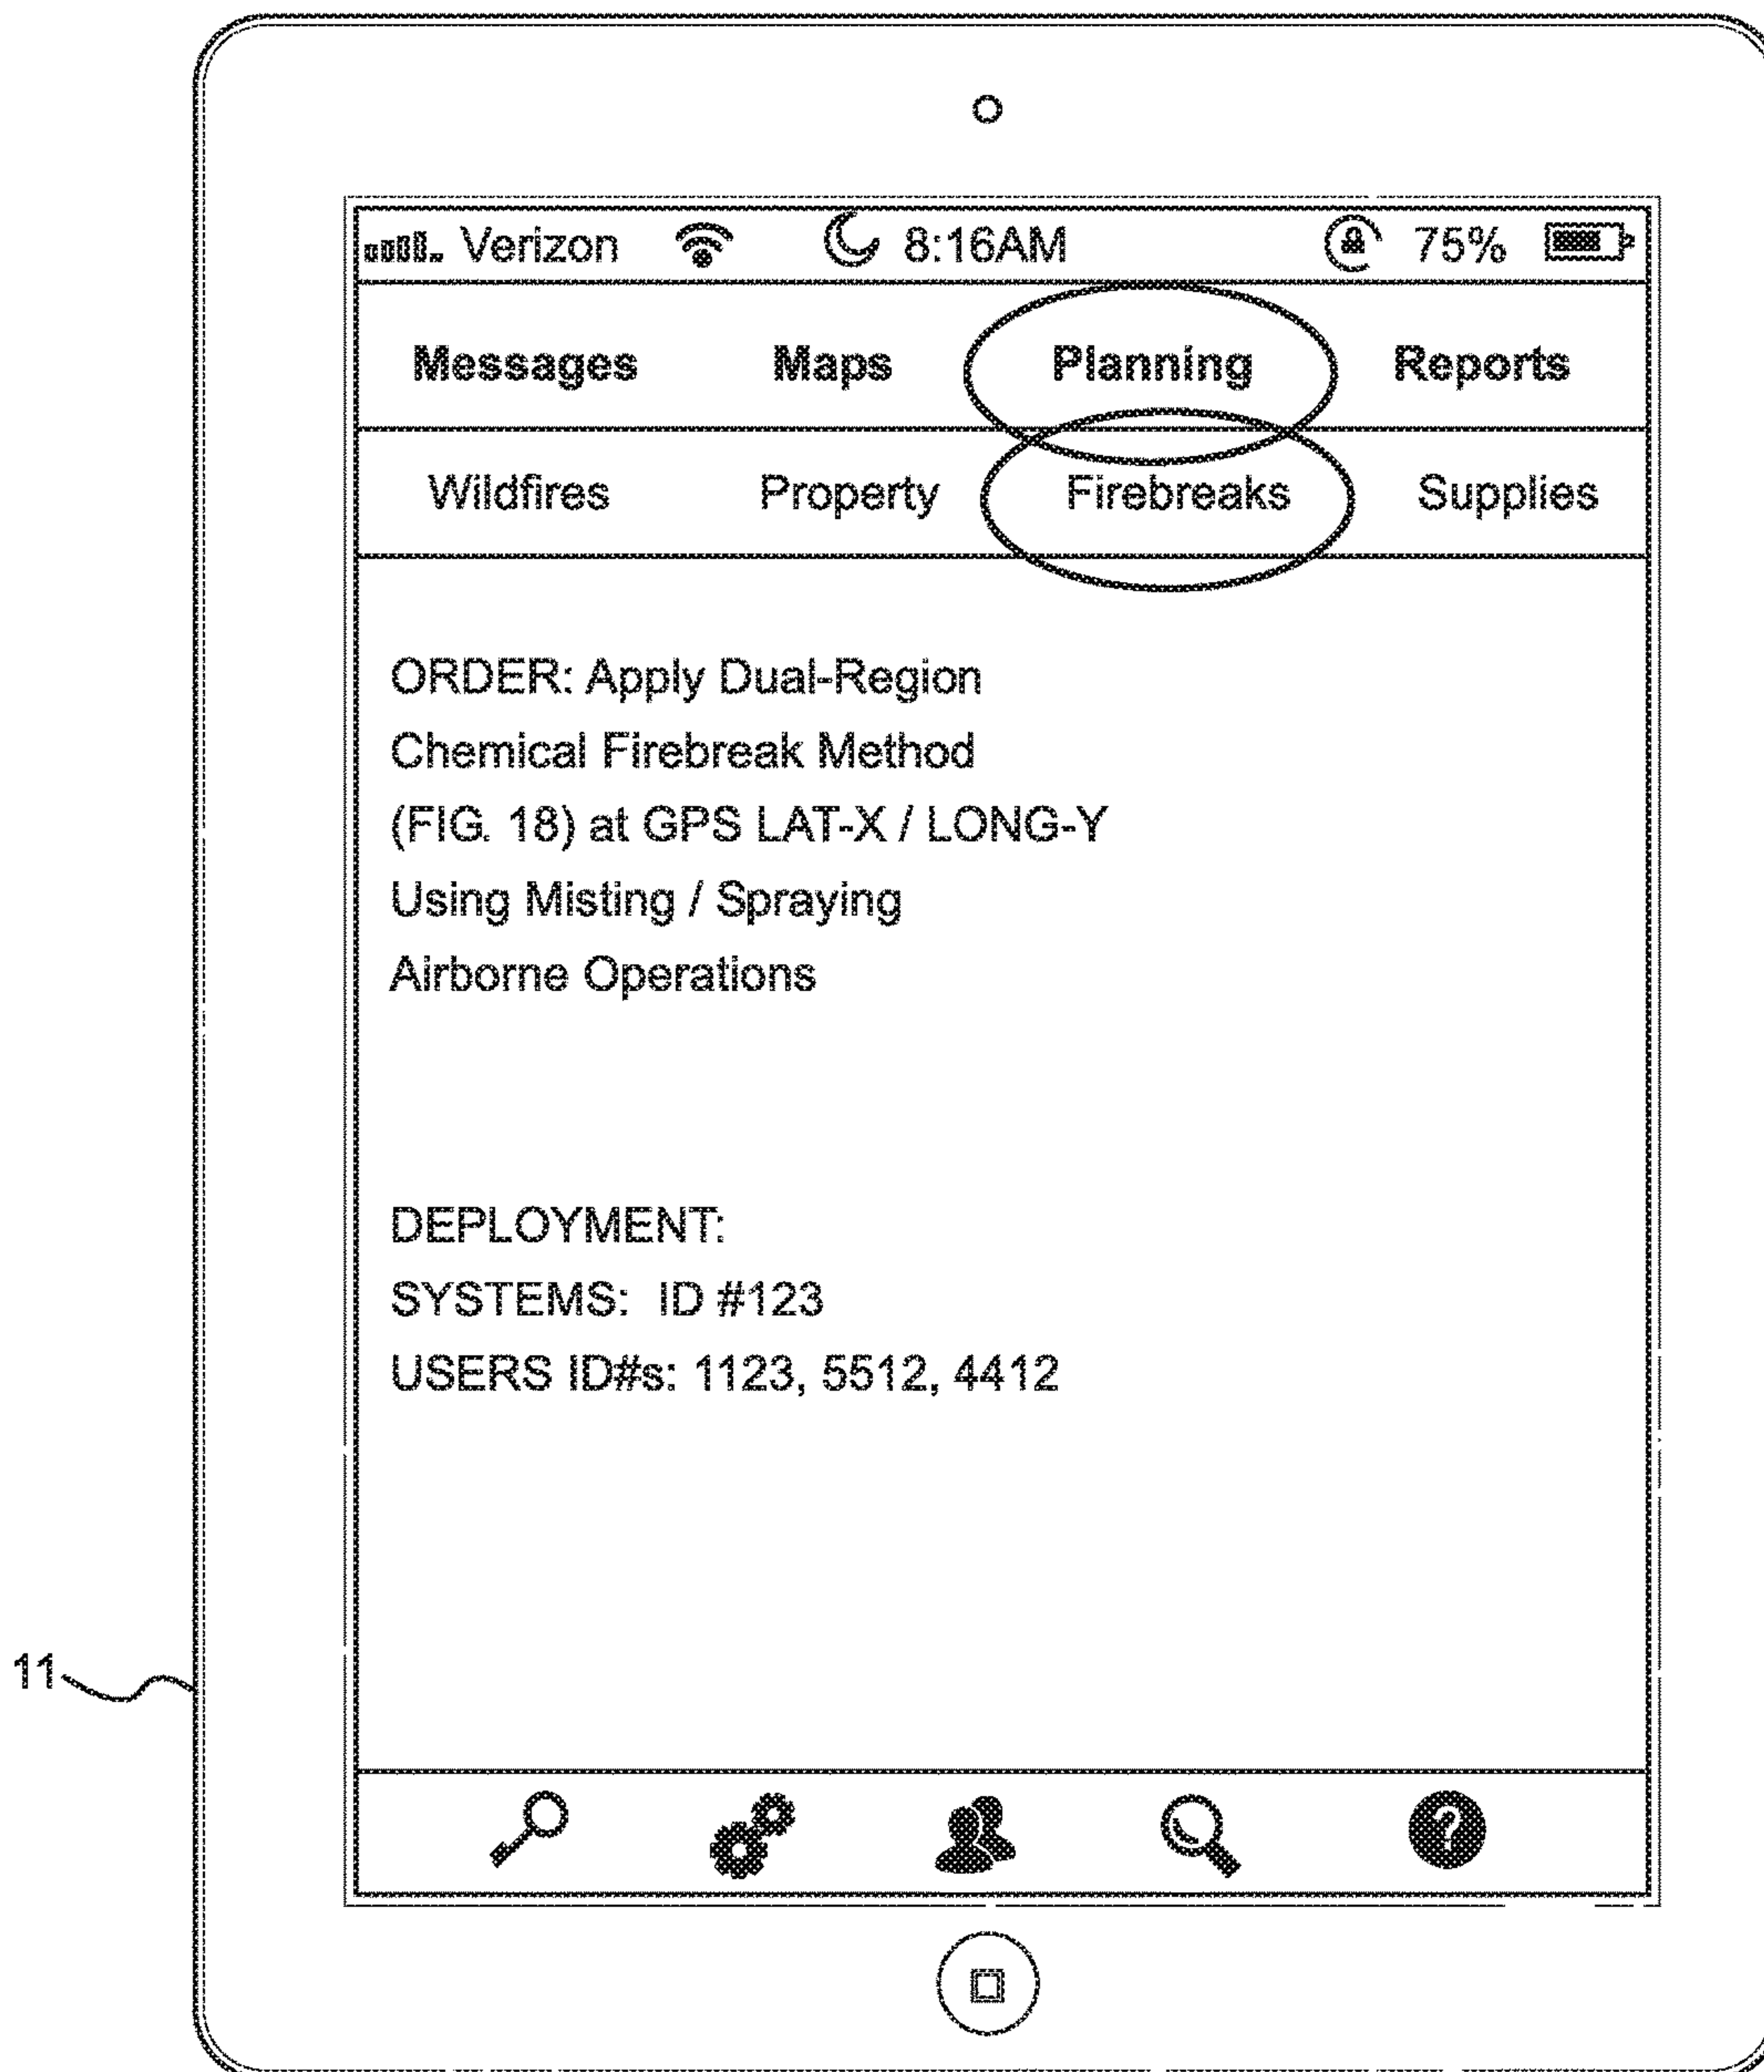 Verizon 8:16AM 75%
Messages Maps Planning Reports
Wildfires Property Firebreaks Supplies
ORDER: Apply Dual-Region
Chemical Firebreak Method
(FIG. 18) at GPS LAT-X / LONG-Y
Using Misting / Spraying
Airborne Operations
DEPLOYMENT:
SYSTEMS: ID #123
USERS ID#s: 1123, 5512, 4412
11
?